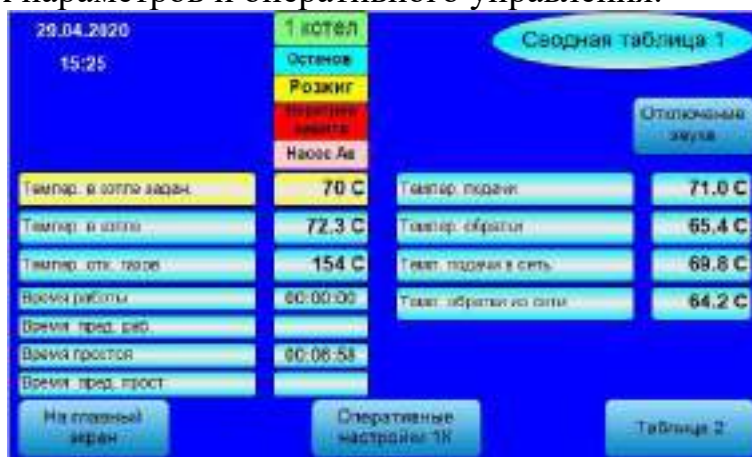 параметров и оперативного управления.
29.04.2020
15:25
1 котел
Останов
Розжиг
Насос Ав
Сводная таблица 1
Отключение
звука
Темпер. в котле задан. 70 С
Темпер. в котле 72.3 С
Темпер. отх. газов 154 С
Время работы 00:00:00
Время пред. раб.
Время простоя 00:06:58
Время пред. прост
Темпер. подачи 71.0 С
Темпер. обратки 65.4 С
Темп. подачи в сеть 69.8 С
Темп. обратки из сети 64.2 С
На главный
экран
Оперативные
настройки 1К
Таблица 2